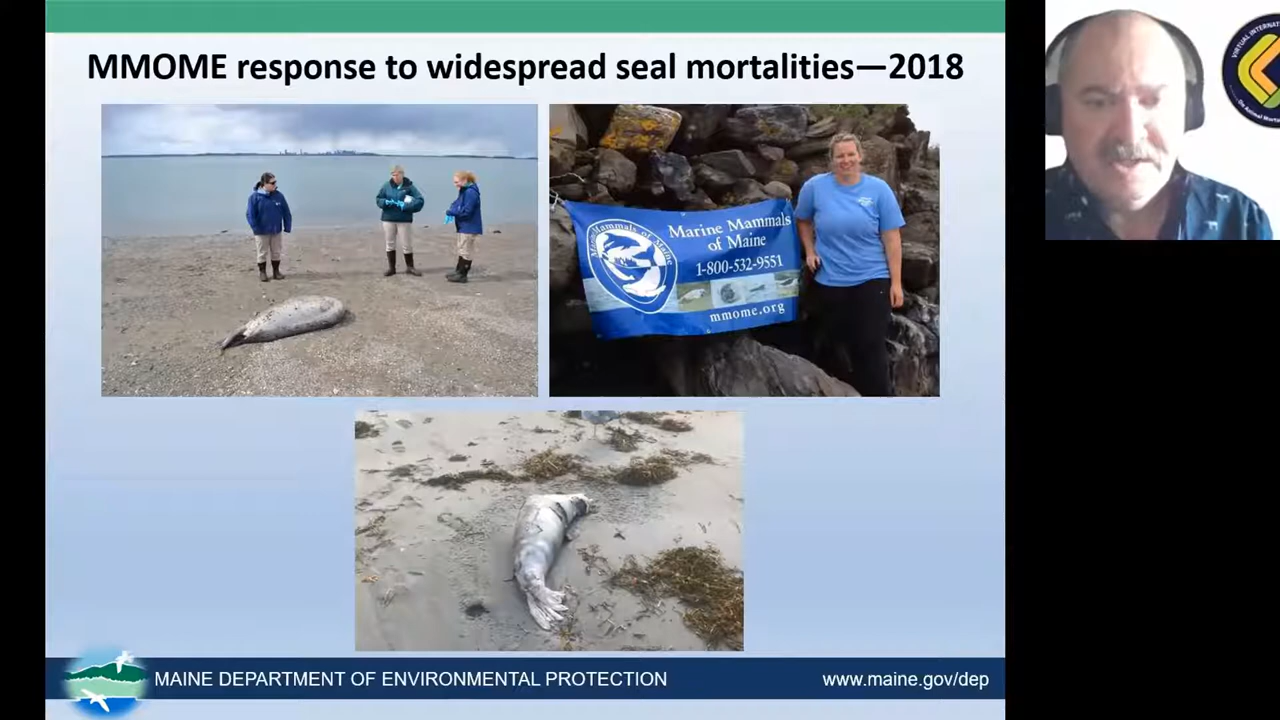 MMOME response to widespread seal mortalities—2018
Marine Mammals
of Maine
1-800-532-9551
mmome.org
MAINE DEPARTMENT OF ENVIRONMENTAL PROTECTION
www.maine.gov/dep